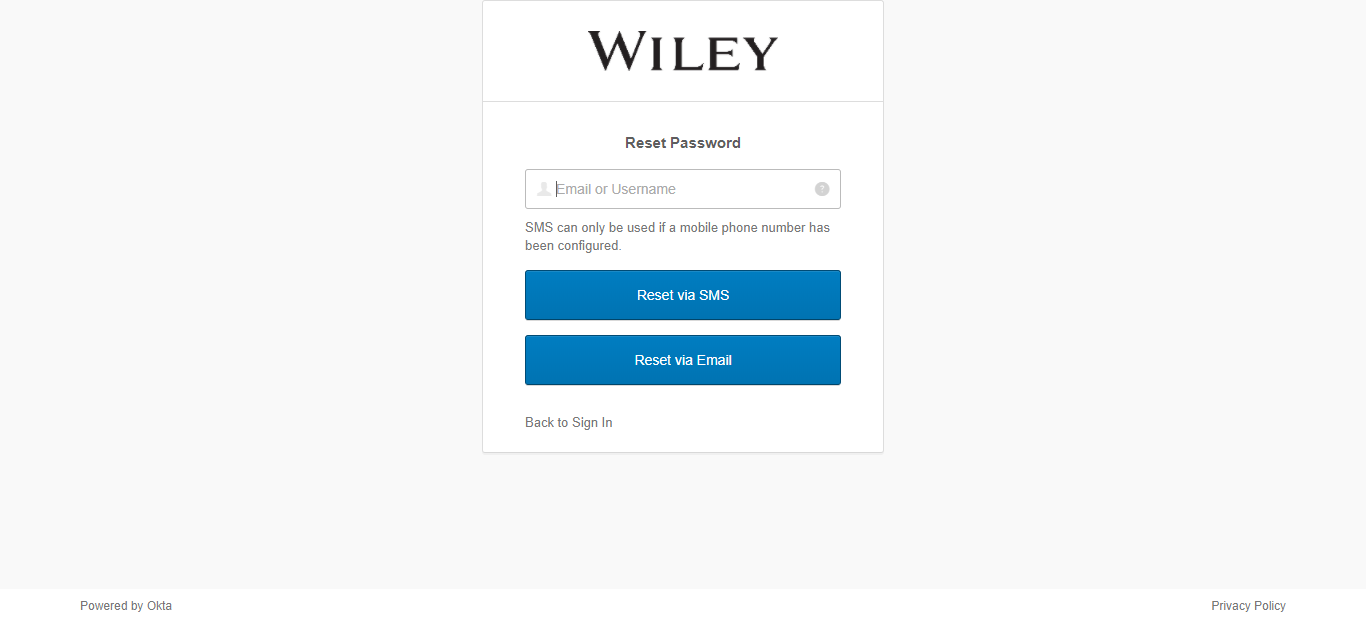 WILEY
Reset Password
Email or Username
?
SMS can only be used if a mobile phone number has
been configured.
Reset via SMS
Reset via Email
Back to Sign In
Powered by Okta
Privacy Policy